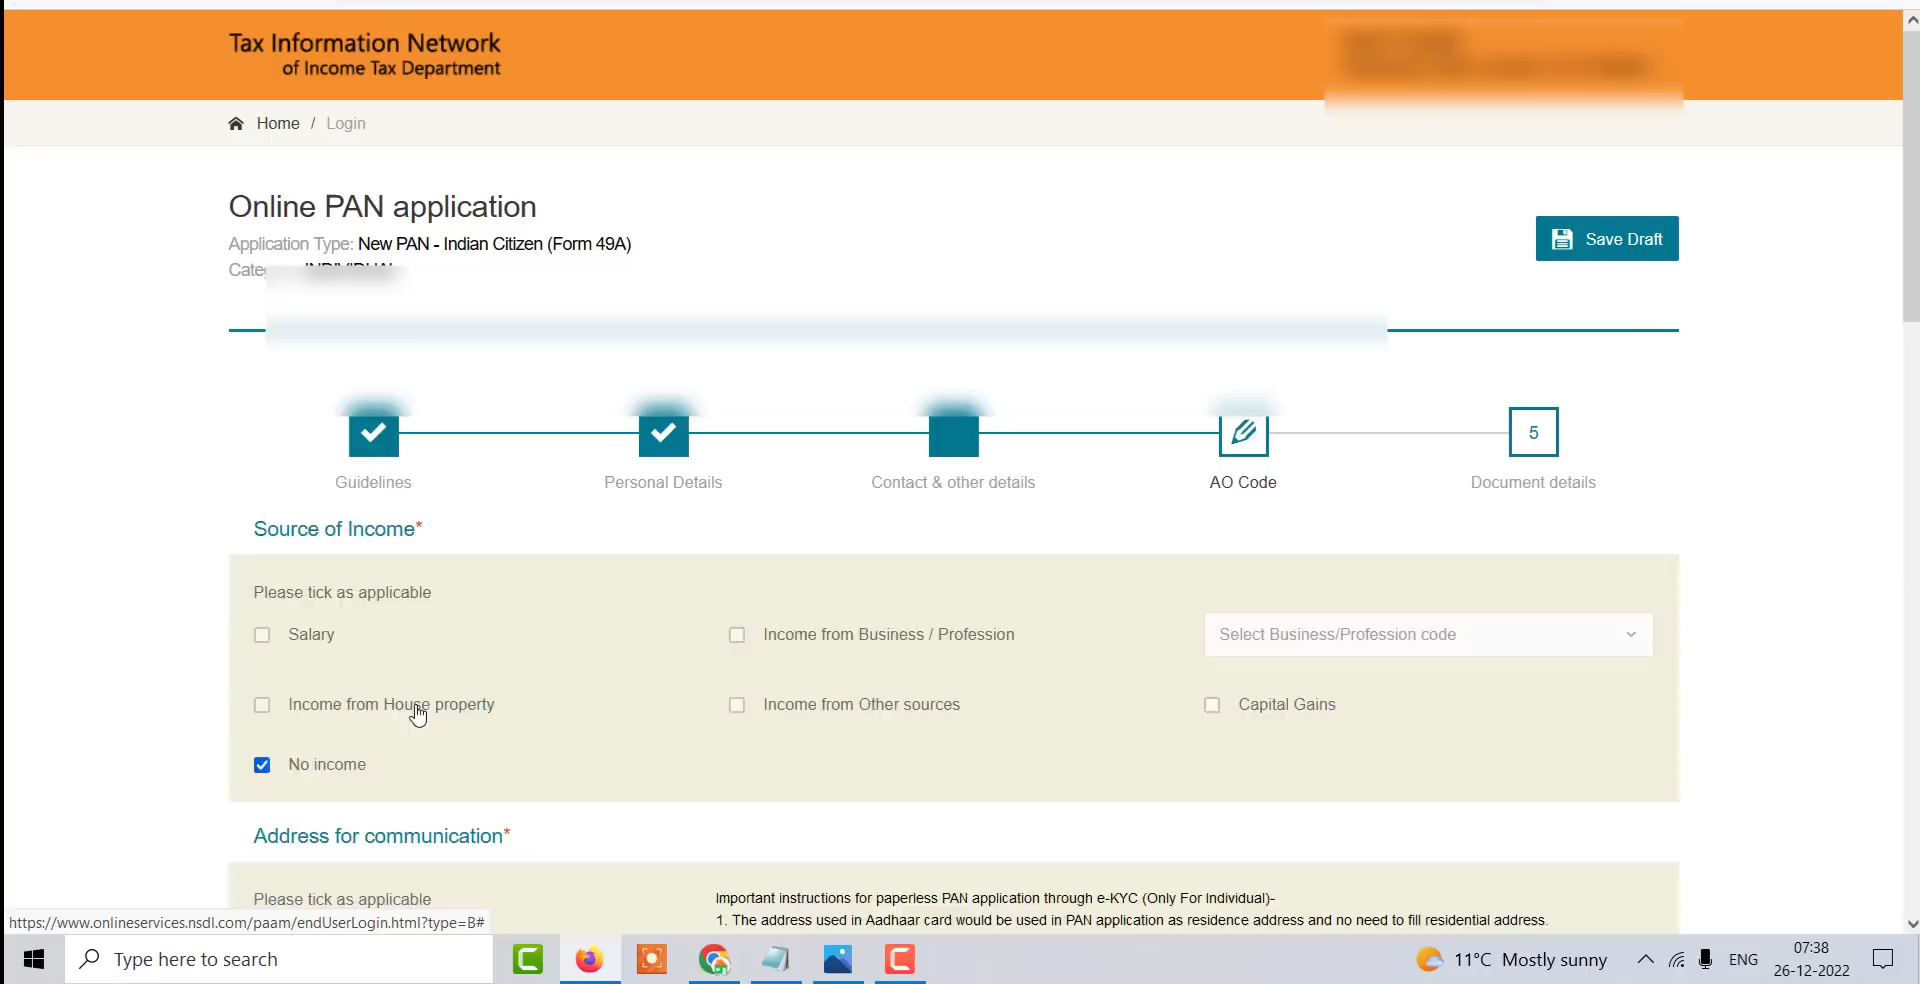 Tax Information Network
of Income Tax Department
Home / Login
Online PAN application
Application Type: New PAN - Indian Citizen (Form 49A)
Save Draft
5
Guidelines
Personal Details
Contact & other details
AO Code
Document details
Source of Income*
Please tick as applicable
Salary
Income from Business / Profession
Select Business/Profession code
Income from House property
Income from Other sources
Capital Gains
No income
Address for communication*
Please tick as applicable
Important instructions for paperless PAN application through e-KYC (Only For Individual)-
1. The address used in Aadhaar card would be used in PAN application as residence address and no need to fill residential address.
https://www.onlineservices.nsdl.com/paam/endUserLogin.html?type=B#
Type here to search
11°C Mostly sunny
ENG
07:38
26-12-2022